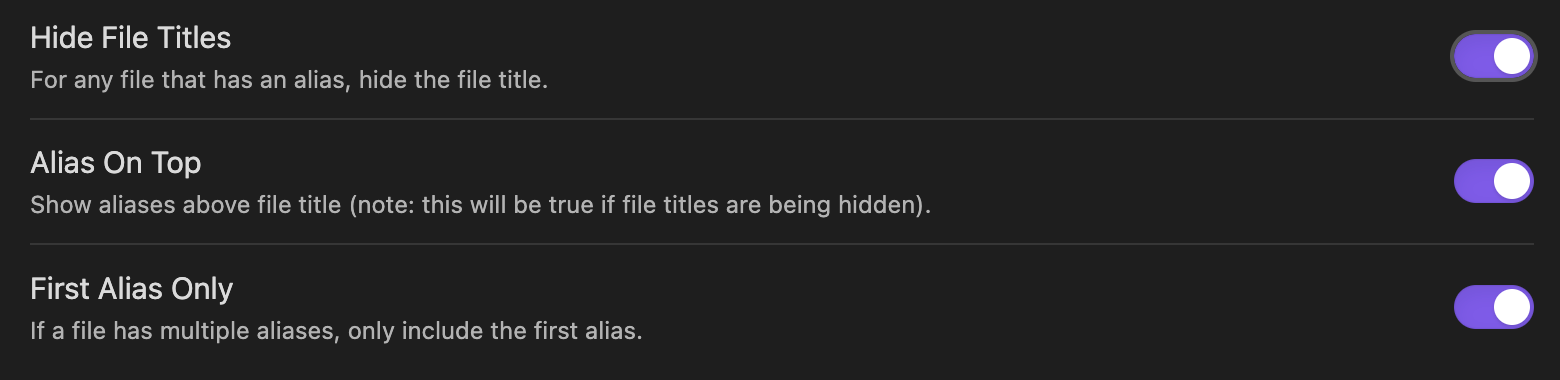 Hide File Titles
For any file that has an alias, hide the file title.
Alias On Top
Show aliases above file title (note: this will be true if file titles are being hidden).
First Alias Only
If a file has multiple aliases, only include the first alias.